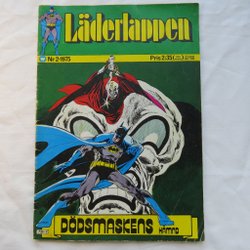 Läderlappen
Nr 2-1975
Pris 2:35
DÖDSMASKENS HÄMND